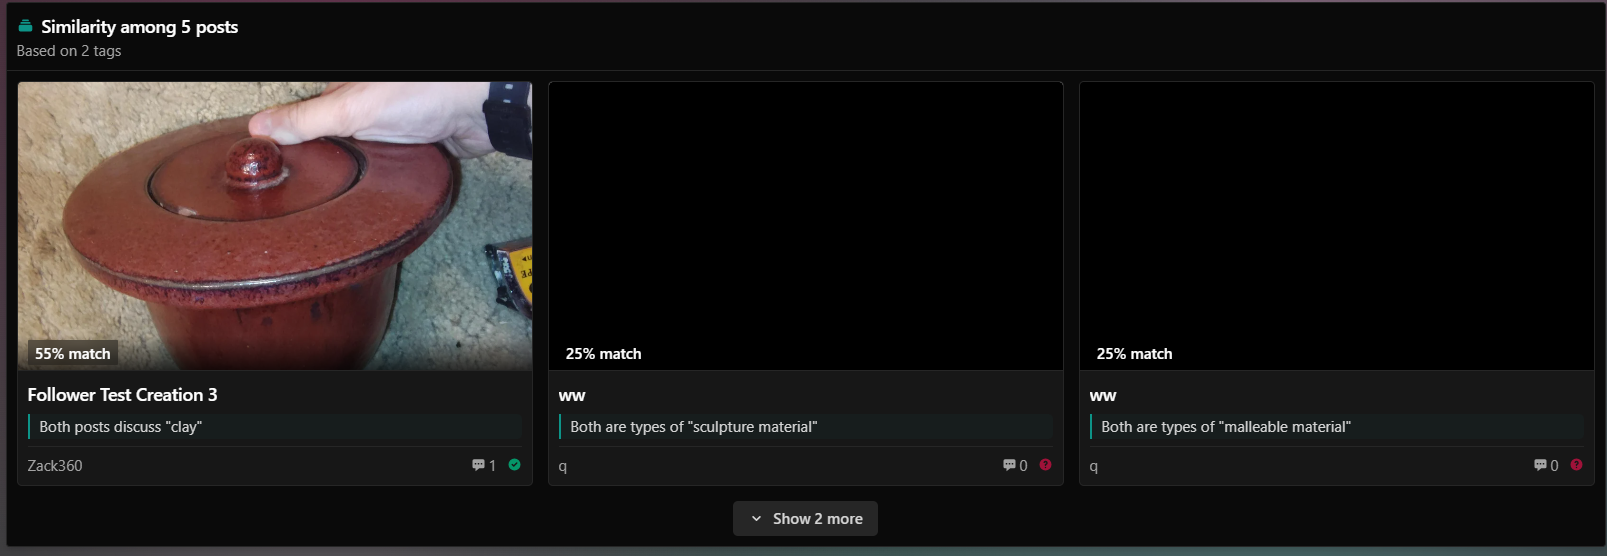 Similarity among 5 posts
Based on 2 tags
55% match
Follower Test Creation 3
Both posts discuss "clay"
Zack360
1
25% match
ww
Both are types of "sculpture material"
q
0
25% match
ww
Both are types of "malleable material"
q
0
Show 2 more